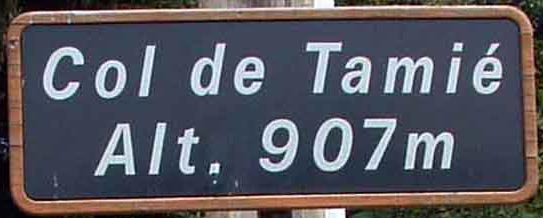 Col de Tamié
Alt. 907m